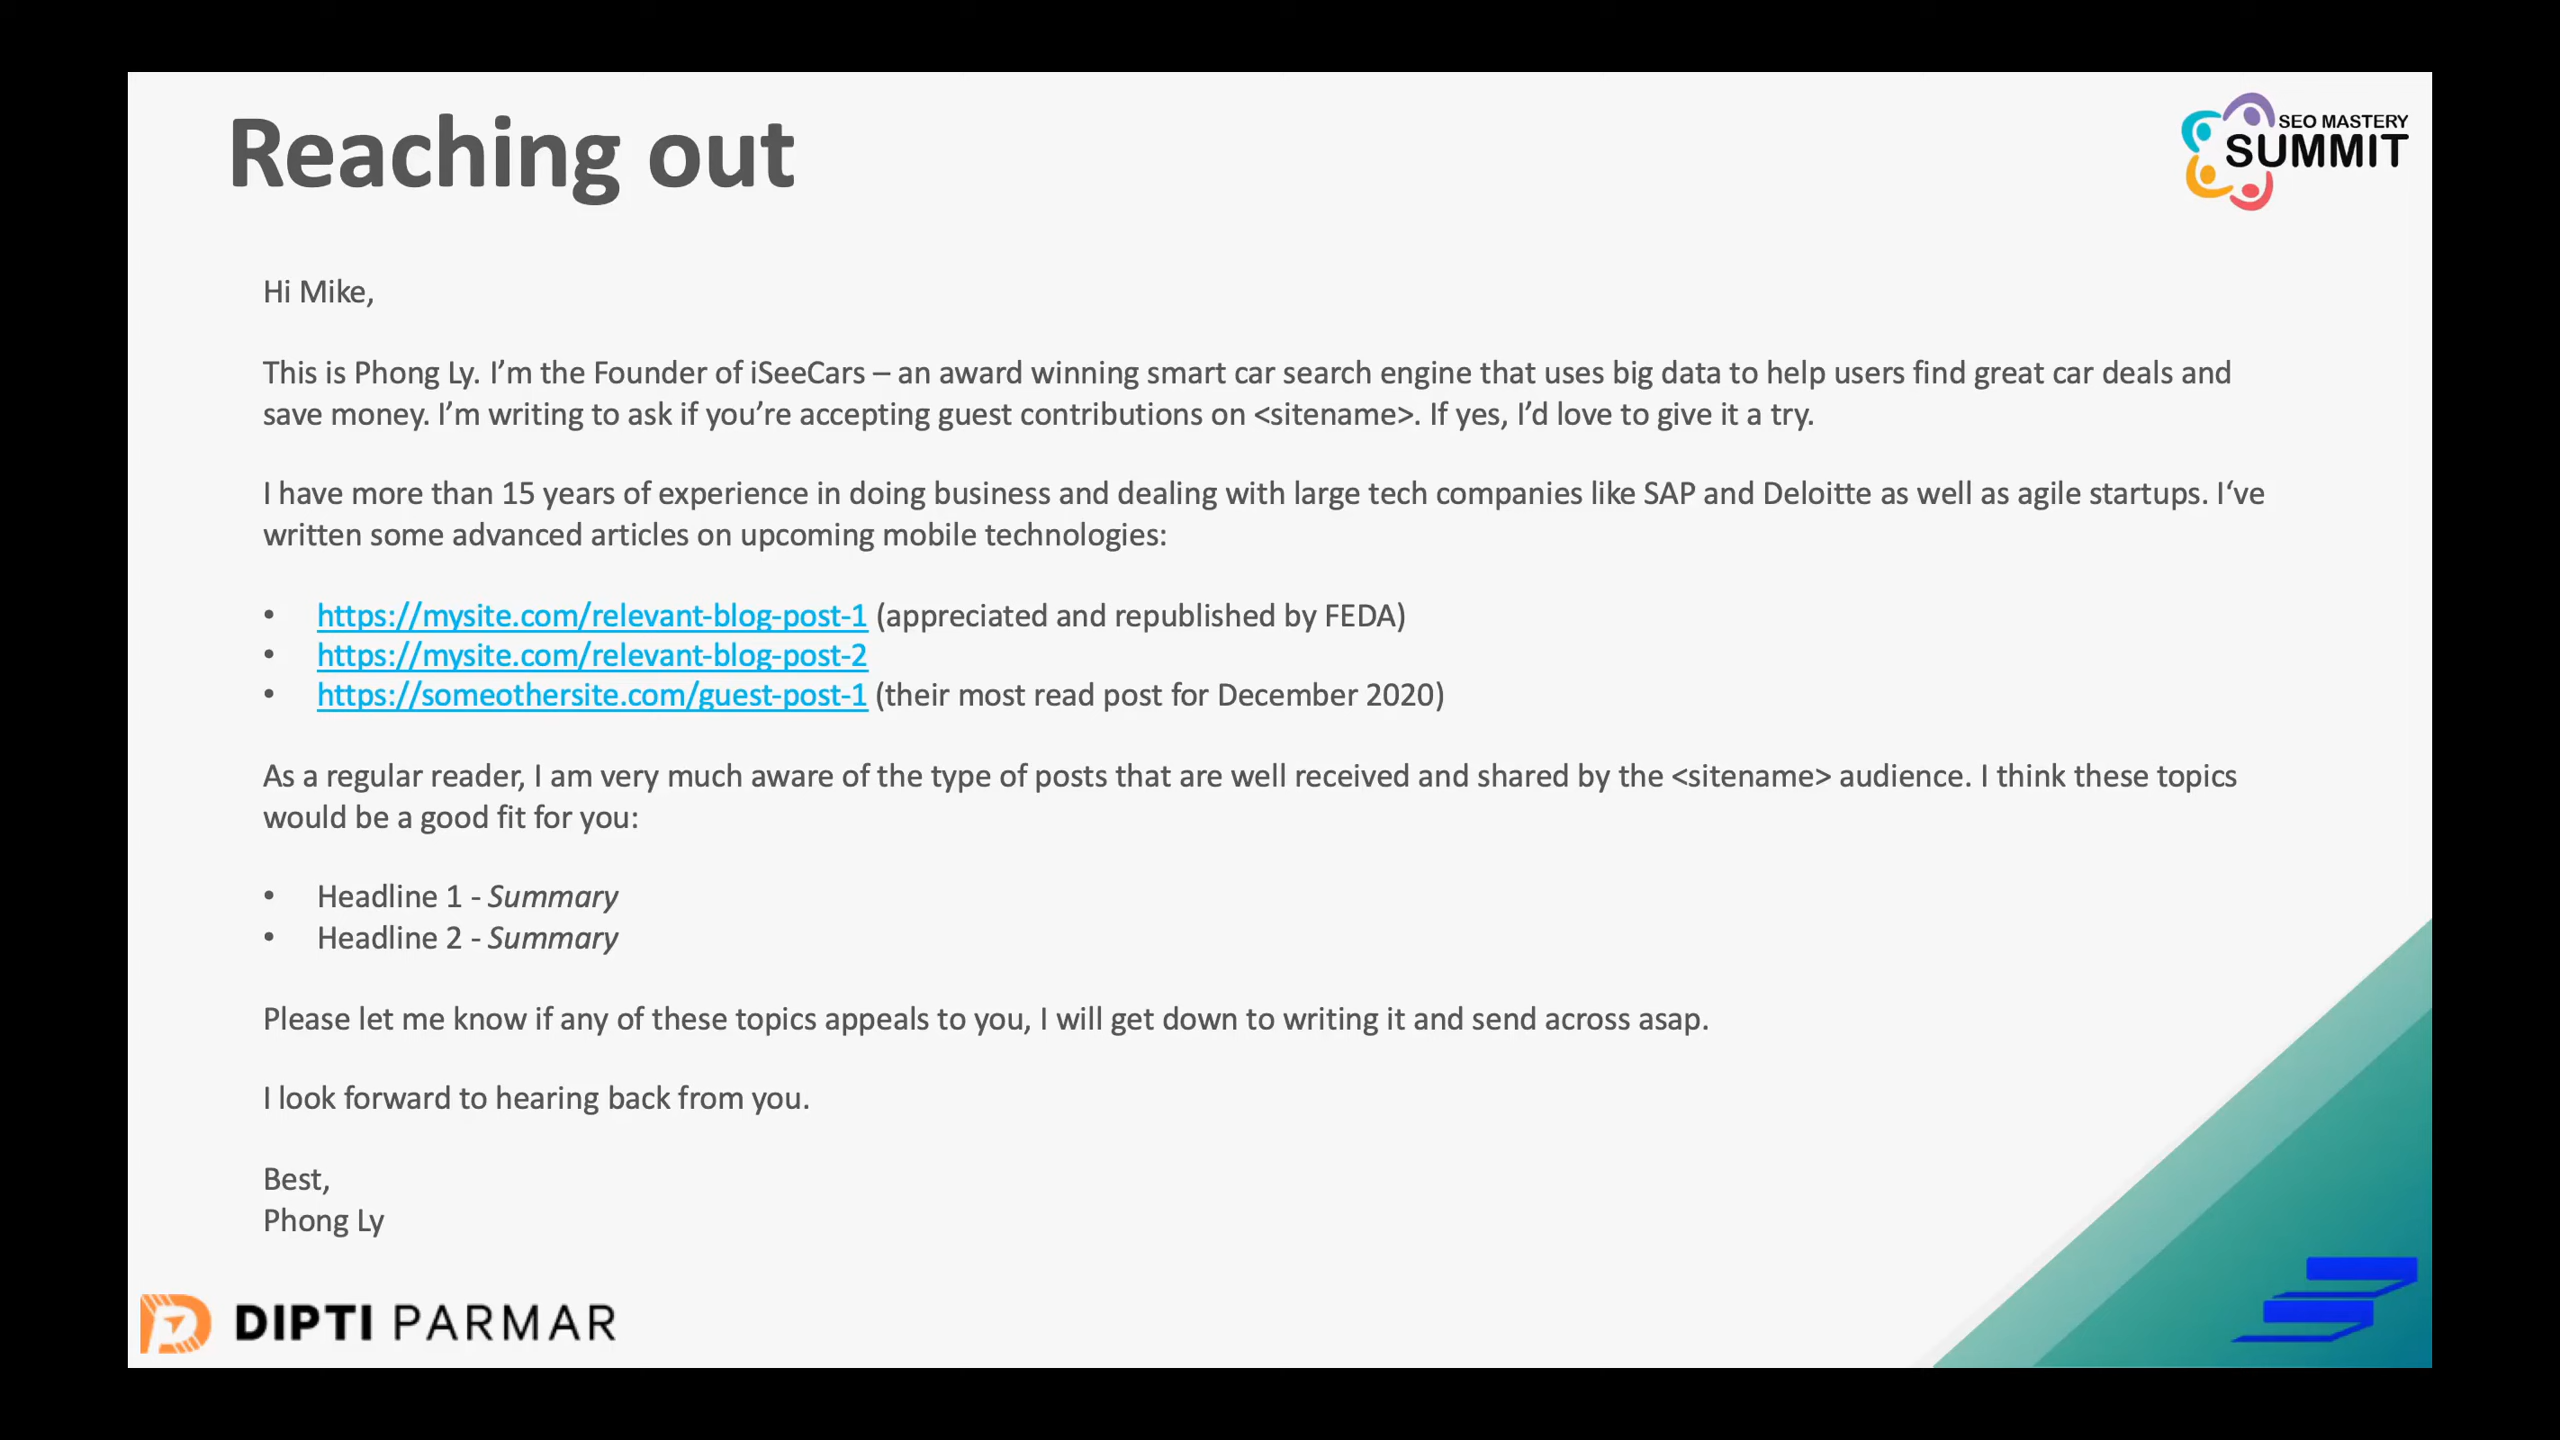 Reaching out
SEO MASTERY
SUMMIT
Hi Mike,
This is Phong Ly. I’m the Founder of iSeeCars – an award winning smart car search engine that uses big data to help users find great car deals and
save money. I’m writing to ask if you’re accepting guest contributions on <sitename>. If yes, I’d love to give it a try.
I have more than 15 years of experience in doing business and dealing with large tech companies like SAP and Deloitte as well as agile startups. I‘ve
written some advanced articles on upcoming mobile technologies:
• https://mysite.com/relevant-blog-post-1 (appreciated and republished by FEDA)
• https://mysite.com/relevant-blog-post-2
• https://someothersite.com/guest-post-1 (their most read post for December 2020)
As a regular reader, I am very much aware of the type of posts that are well received and shared by the <sitename> audience. I think these topics
would be a good fit for you:
• Headline 1 - Summary
• Headline 2 - Summary
Please let me know if any of these topics appeals to you, I will get down to writing it and send across asap.
I look forward to hearing back from you.
Best,
Phong Ly
DIPTI PARMAR